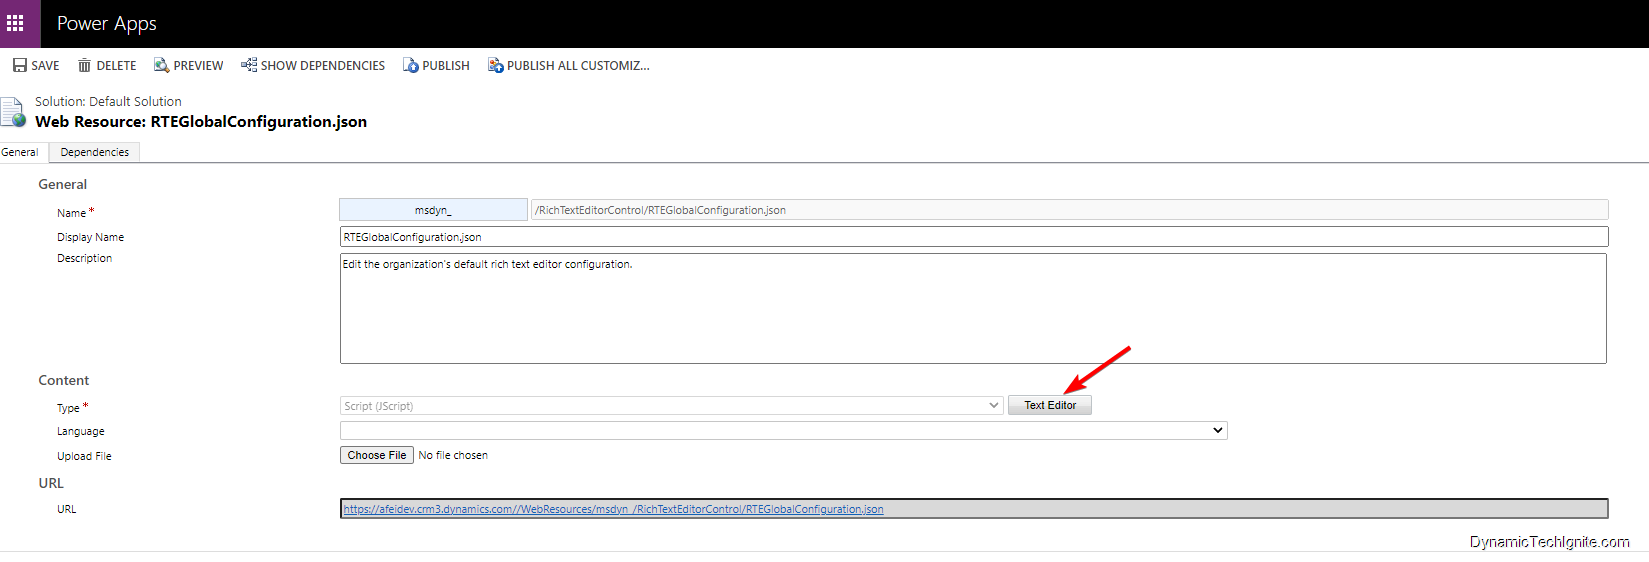 Power Apps
SAVE DELETE PREVIEW SHOW DEPENDENCIES PUBLISH PUBLISH ALL CUSTOMIZ...
Solution: Default Solution
Web Resource: RTEGlobalConfiguration.json
General Dependencies
General
Name * msdyn_ /RichTextEditorControl/RTEGlobalConfiguration.json
Display Name RTEGlobalConfiguration.json
Description Edit the organization's default rich text editor configuration.
Content
Type * Script (JScript) Text Editor
Language
Upload File Choose File No file chosen
URL
URL https://afeidev.crm3.dynamics.com//WebResources/msdyn_/RichTextEditorControl/RTEGlobalConfiguration.json
DynamicTechIgnite.com